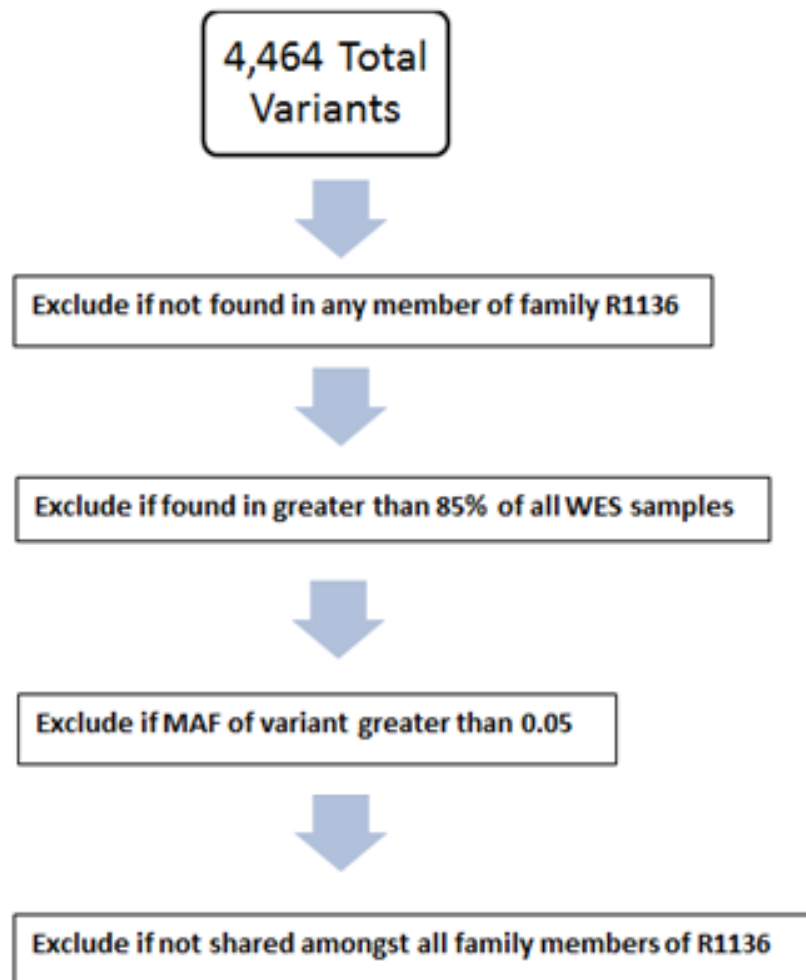 4,464 Total
Variants
Exclude if not found in any member of family R1136
Exclude if found in greater than 85% of all WES samples
Exclude if MAF of variant greater than 0.05
Exclude if not shared amongst all family members of R1136